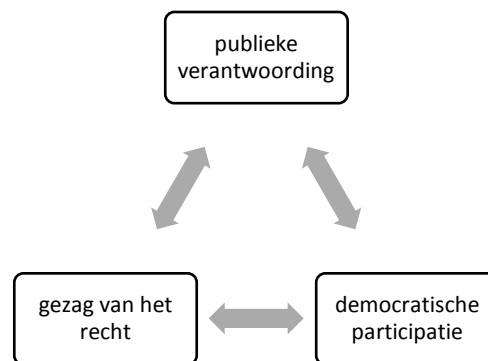 publieke
verantwoording
gezag van het
recht
democratische
participatie